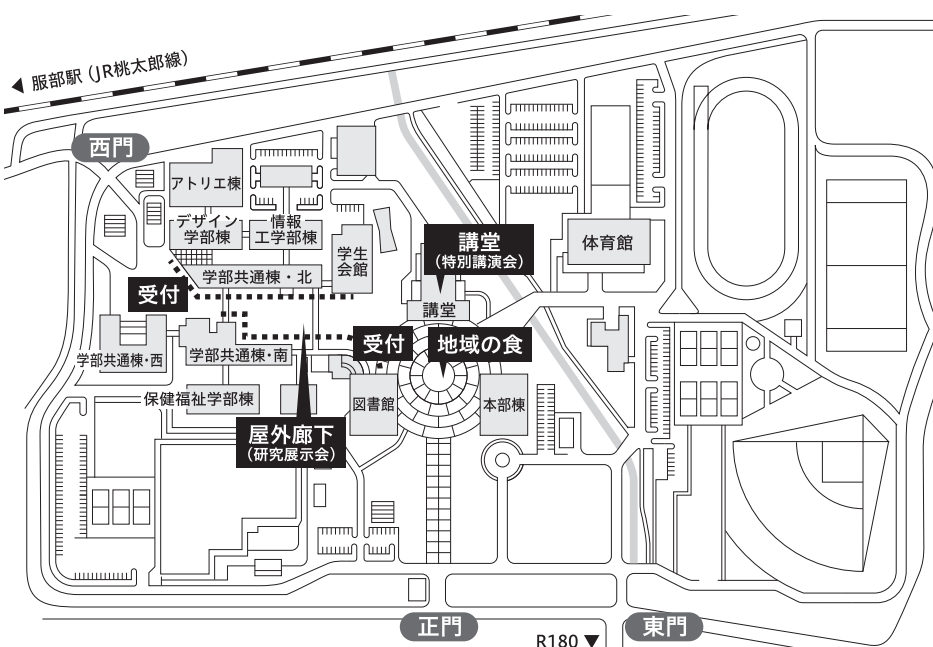 ◀ 服部駅（JR桃太郎線）
西門
アトリエ棟
デザイン
学部棟
情報
工学部棟
学生
会館
講堂
（特別講演会）
体育館
学部共通棟・北
受付
講堂
学部共通棟・西
学部共通棟・南
受付
地域の食
保健福祉学部棟
図書館
本部棟
屋外廊下
（研究展示会）
正門
東門
R180 ▼